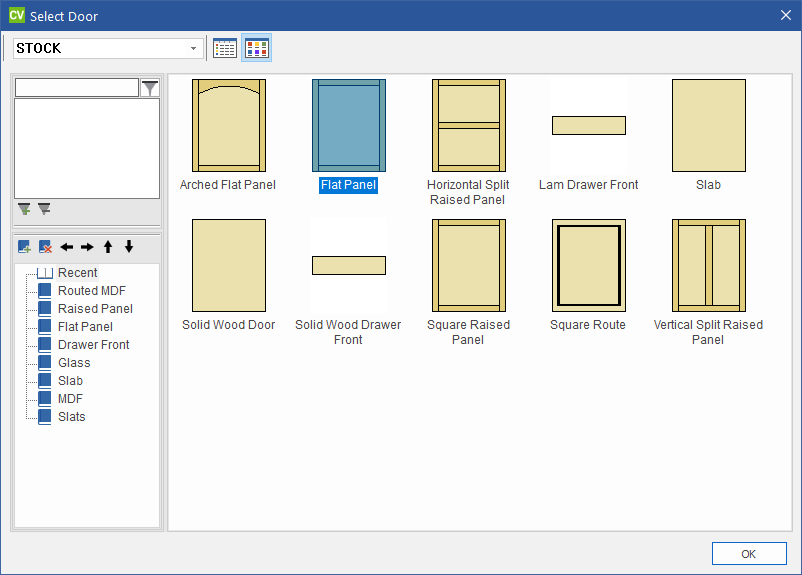 CV Select Door
STOCK
Arched Flat Panel
Flat Panel
Horizontal Split
Raised Panel
Lam Drawer Front
Slab
Solid Wood Door
Solid Wood Drawer
Front
Square Raised
Panel
Square Route
Vertical Split Raised
Panel
Recent
Routed MDF
Raised Panel
Flat Panel
Drawer Front
Glass
Slab
MDF
Slats
OK